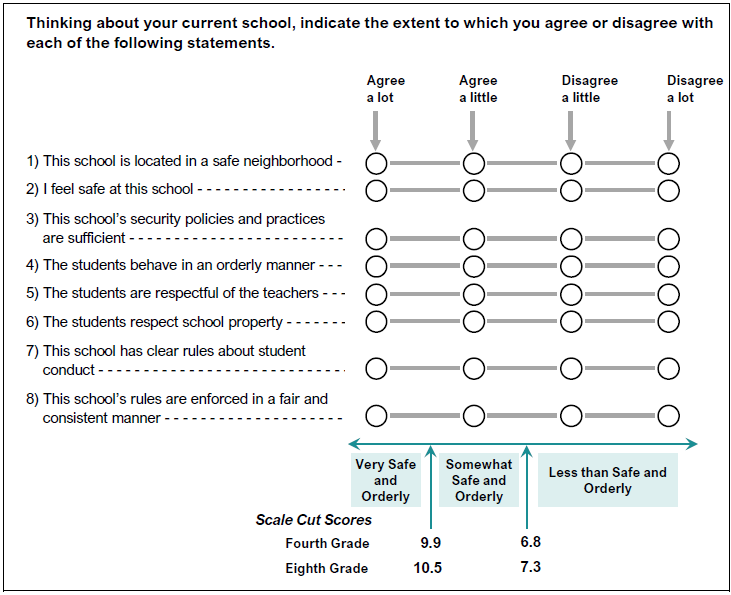 Thinking about your current school, indicate the extent to which you agree or disagree with
each of the following statements.
Agree
a lot
Agree
a little
Disagree
a little
Disagree
a lot
1) This school is located in a safe neighborhood -
2) I feel safe at this school - - - - - - - - - - - - - - - - -
3) This school's security policies and practices
are sufficient - - - - - - - - - - - - - - - - - - - - - - - -
4) The students behave in an orderly manner - - -
5) The students are respectful of the teachers - - -
6) The students respect school property - - - - - - -
7) This school has clear rules about student
conduct - - - - - - - - - - - - - - - - - - - - - - - - - - - -
8) This school's rules are enforced in a fair and
consistent manner - - - - - - - - - - - - - - - - - - - -
Very Safe
and
Orderly
Somewhat
Safe and
Orderly
Less than Safe and
Orderly
Scale Cut Scores
Fourth Grade 9.9 6.8
Eighth Grade 10.5 7.3